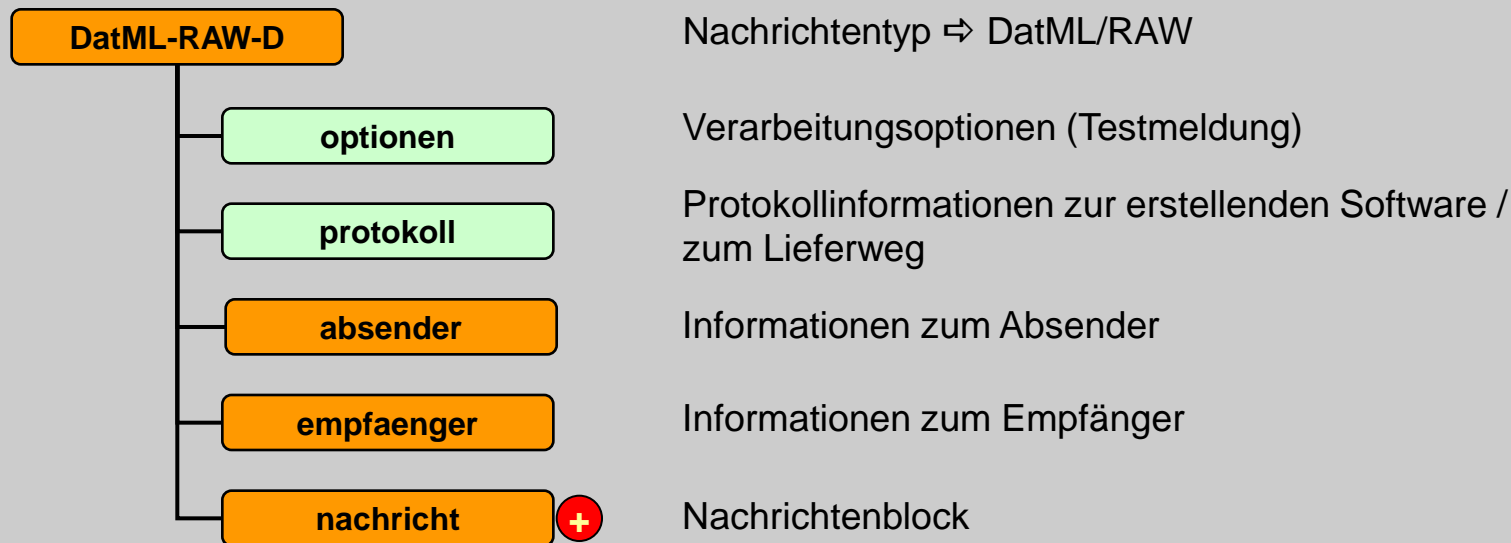 DatML-RAW-D Nachrichtentyp ⇨ DatML/RAW
optionen Verarbeitungsoptionen (Testmeldung)
protokoll Protokollinformationen zur erstellenden Software /
zum Lieferweg
absender Informationen zum Absender
empfaenger Informationen zum Empfänger
nachricht + Nachrichtenblock